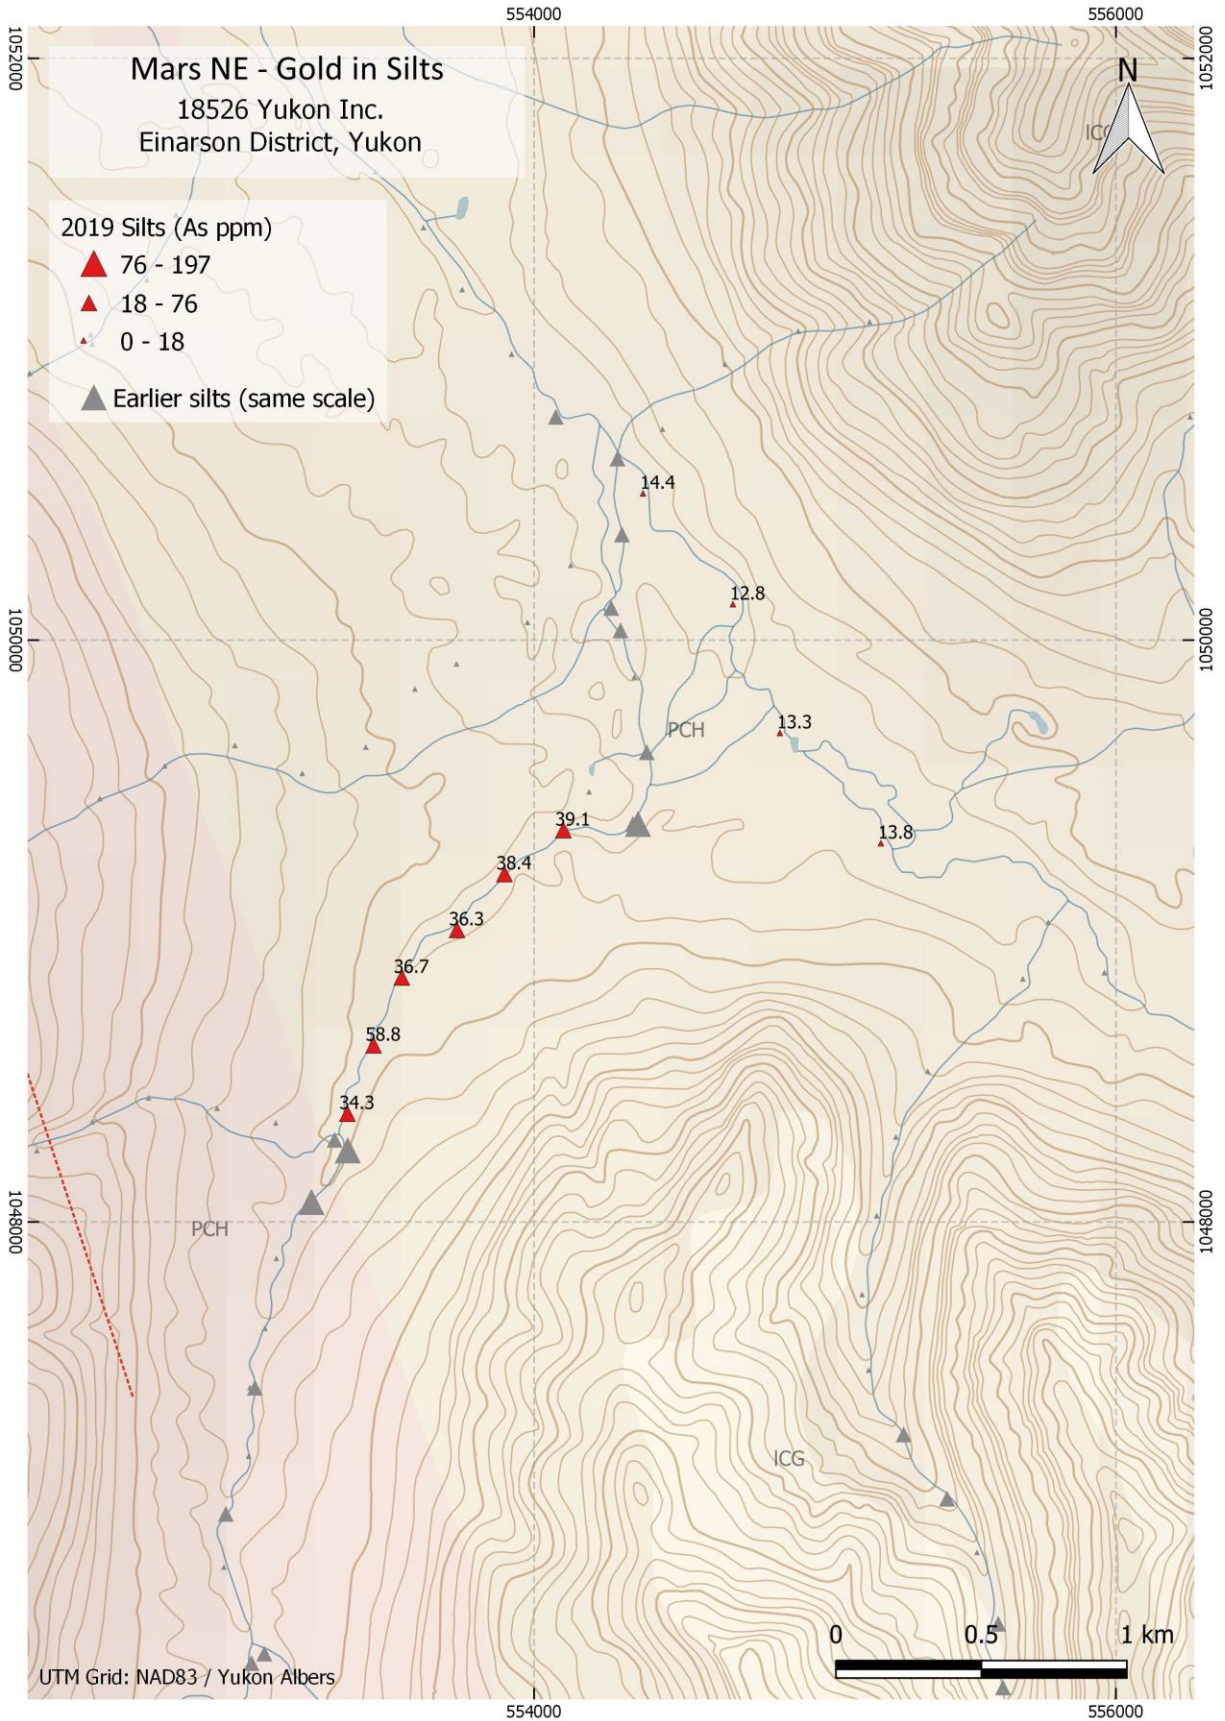 554000
556000
1052000
1052000
Mars NE - Gold in Silts
18526 Yukon Inc.
Einarson District, Yukon
N
ICG
2019 Silts (As ppm)
76 - 197
18 - 76
0 - 18
Earlier silts (same scale)
14.4
12.8
1050000
1050000
13.3
PCH
39.1
13.8
38.4
36.3
36.7
58.8
34.3
1048000
1048000
PCH
ICG
0
0.5
1 km
UTM Grid: NAD83 / Yukon Albers
554000
556000